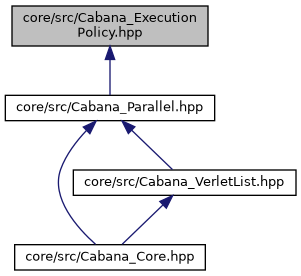 core/src/Cabana_Execution
Policy.hpp
core/src/Cabana_Parallel.hpp
core/src/Cabana_VerletList.hpp
core/src/Cabana_Core.hpp